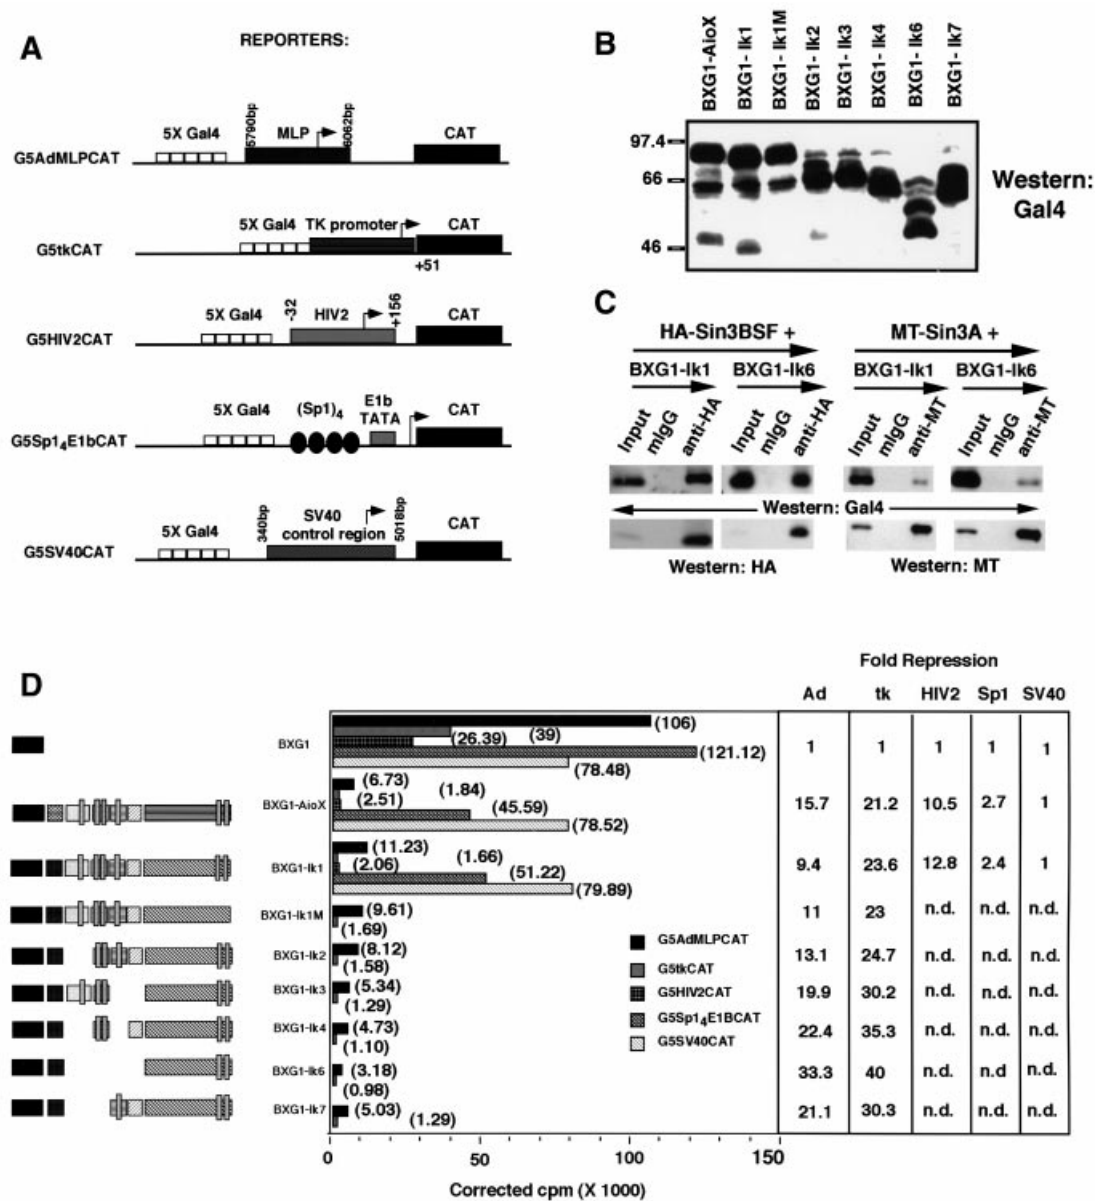 A
REPORTERS:
G5AdMLPCAT
5X Gal4
5790bp
MLP
6062bp
CAT
G5tkCAT
5X Gal4
TK promoter
CAT
+51
G5HIV2CAT
5X Gal4
-32
HIV2
+156
CAT
G5Sp14E1bCAT
5X Gal4
(Sp1)4
E1b
TATA
CAT
G5SV40CAT
5X Gal4
340bp
SV40
control region
5018bp
CAT
B
BXG1-AioX
BXG1- Ik1
BXG1- Ik1M
BXG1- Ik2
BXG1- Ik3
BXG1- Ik4
BXG1- Ik6
BXG1- Ik7
97.4
66
46
Western:
Gal4
C
HA-Sin3BSF +
MT-Sin3A +
BXG1-Ik1
BXG1-Ik6
BXG1-Ik1
BXG1-Ik6
Input
mIgG
anti-HA
Input
mIgG
anti-HA
Input
mIgG
anti-MT
Input
mIgG
anti-MT
Western: Gal4
Western: HA
Western: MT
D
Fold Repression
Ad tk HIV2 Sp1 SV40
BXG1
(106)
(26.39) (39)
(121.12)
(78.48)
1 1 1 1 1
BXG1-AioX
(6.73)
(1.84)
(2.51)
(45.59)
(78.52)
15.7 21.2 10.5 2.7 1
BXG1-Ik1
(11.23)
(1.66)
(2.06)
(51.22)
(79.89)
9.4 23.6 12.8 2.4 1
BXG1-Ik1M
(9.61)
(1.69)
11 23 n.d. n.d. n.d.
BXG1-Ik2
(8.12)
(1.58)
13.1 24.7 n.d. n.d. n.d.
BXG1-Ik3
(5.34)
(1.29)
19.9 30.2 n.d. n.d. n.d.
BXG1-Ik4
(4.73)
(1.10)
22.4 35.3 n.d. n.d. n.d.
BXG1-Ik6
(3.18)
(0.98)
33.3 40 n.d. n.d n.d.
BXG1-Ik7
(5.03)
(1.29)
21.1 30.3 n.d. n.d. n.d.
G5AdMLPCAT
G5tkCAT
G5HIV2CAT
G5Sp14E1BCAT
G5SV40CAT
0 50 100 150
Corrected cpm (X 1000)